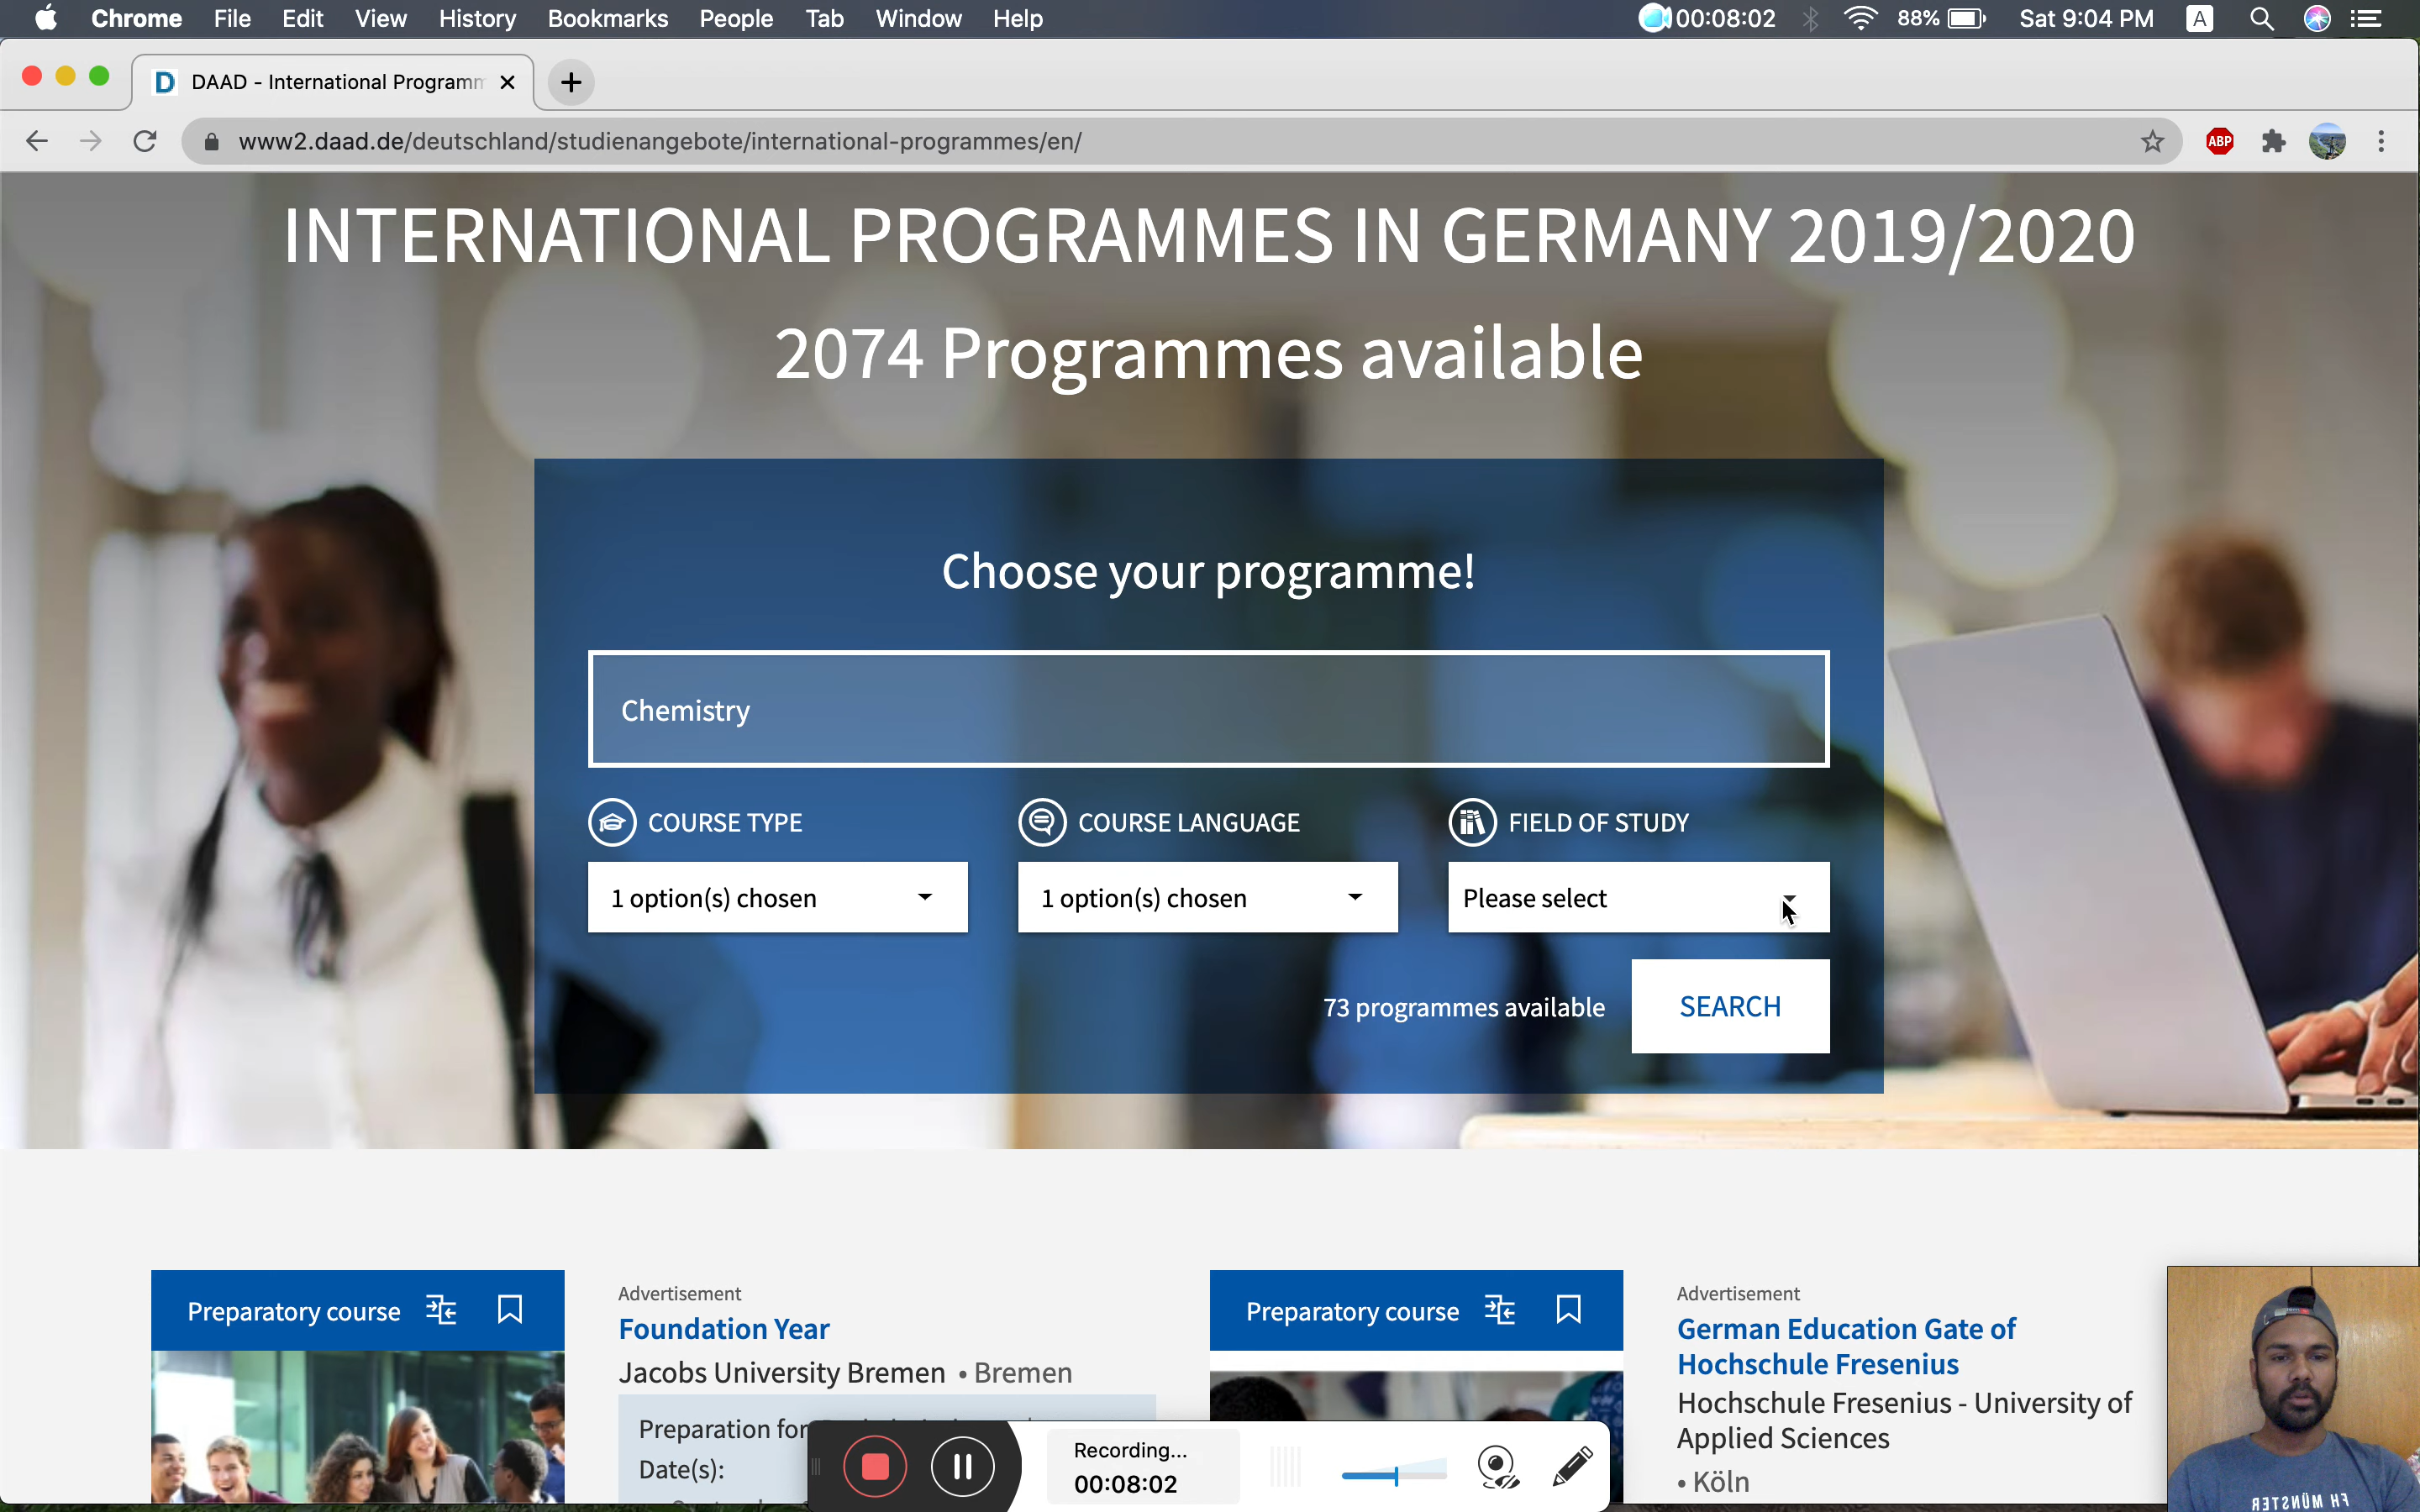 Chrome File Edit View History Bookmarks People Tab Window Help 00:08:02 88% Sat 9:04 PM A
DAAD - International Programm
www2.daad.de/deutschland/studienangebote/international-programmes/en/ ABP
INTERNATIONAL PROGRAMMES IN GERMANY 2019/2020
2074 Programmes available
Choose your programme!
Chemistry
COURSE TYPE COURSE LANGUAGE FIELD OF STUDY
1 option(s) chosen 1 option(s) chosen Please select
73 programmes available SEARCH
Preparatory course
Advertisement
Foundation Year
Jacobs University Bremen • Bremen
Preparation for
Date(s):
Preparatory course
Advertisement
German Education Gate of
Hochschule Fresenius
Hochschule Fresenius - University of
Applied Sciences
• Köln
Recording...
00:08:02
FH MÜNSTER